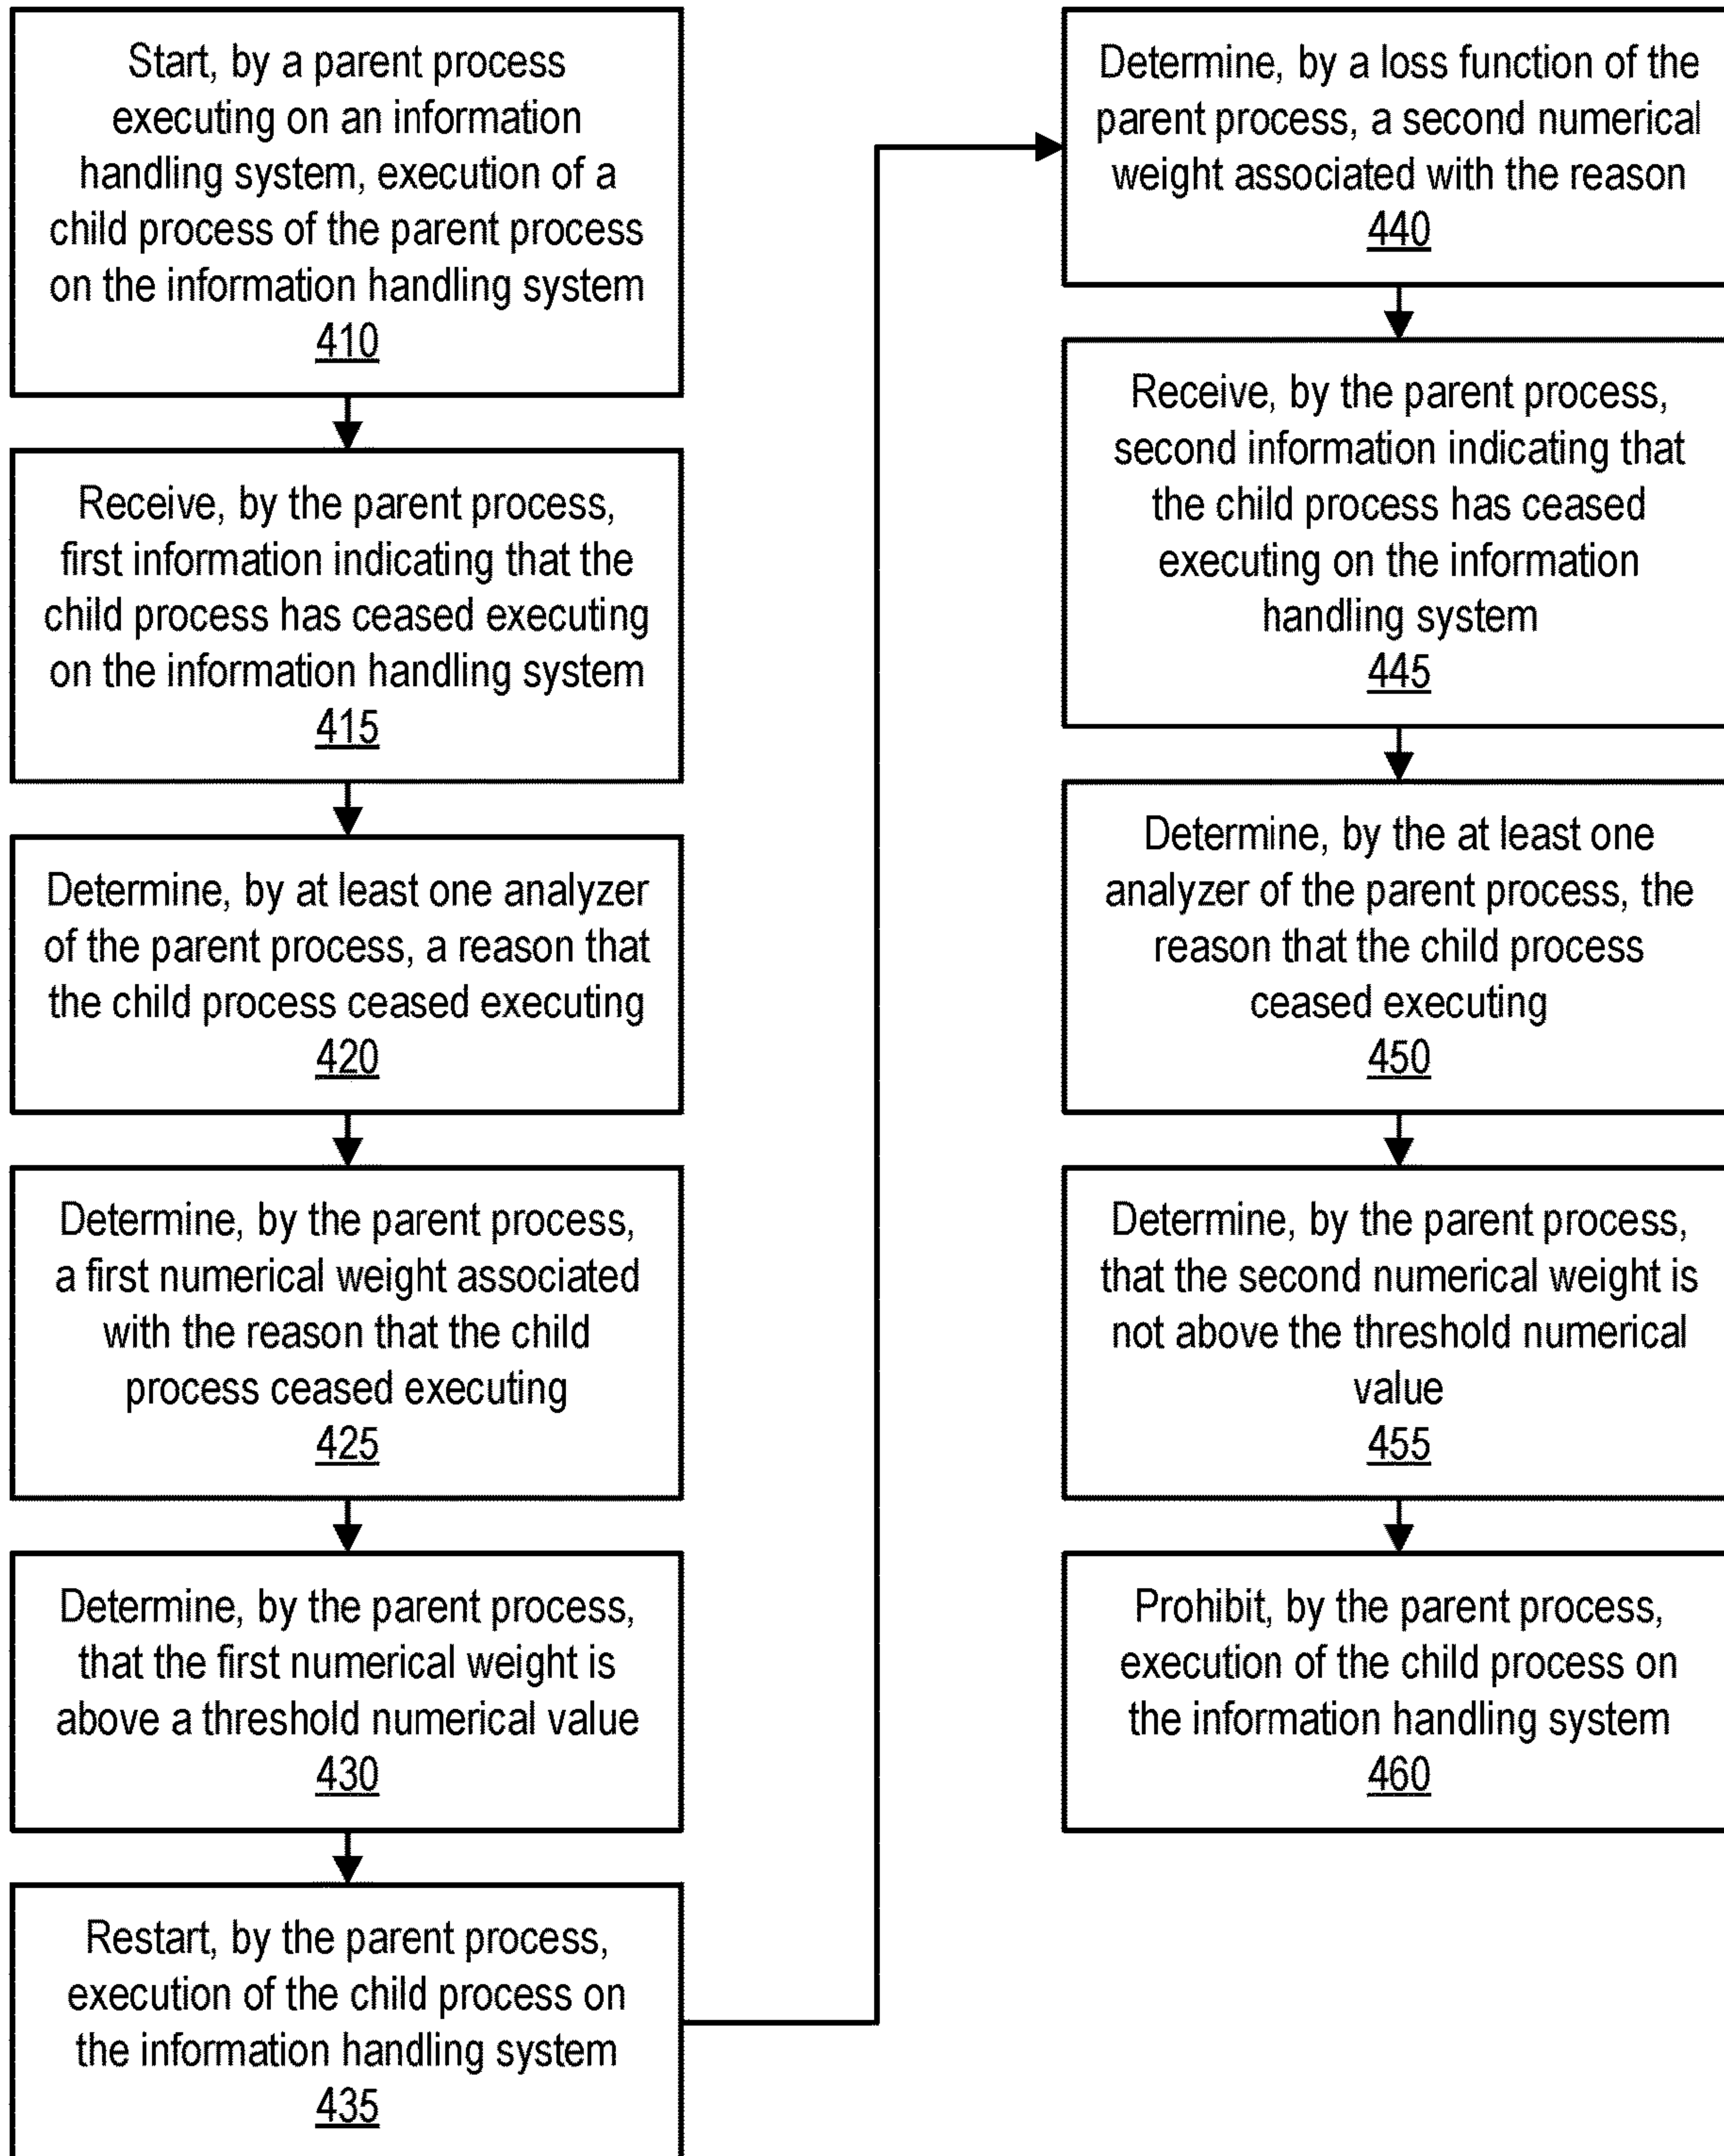 Start, by a parent process
executing on an information
handling system, execution of a
child process of the parent process
on the information handling system
410
Receive, by the parent process,
first information indicating that the
child process has ceased executing
on the information handling system
415
Determine, by at least one analyzer
of the parent process, a reason that
the child process ceased executing
420
Determine, by the parent process,
a first numerical weight associated
with the reason that the child
process ceased executing
425
Determine, by the parent process,
that the first numerical weight is
above a threshold numerical value
430
Restart, by the parent process,
execution of the child process on
the information handling system
435
Determine, by a loss function of the
parent process, a second numerical
weight associated with the reason
440
Receive, by the parent process,
second information indicating that
the child process has ceased
executing on the information
handling system
445
Determine, by the at least one
analyzer of the parent process, the
reason that the child process
ceased executing
450
Determine, by the parent process,
that the second numerical weight is
not above the threshold numerical
value
455
Prohibit, by the parent process,
execution of the child process on
the information handling system
460